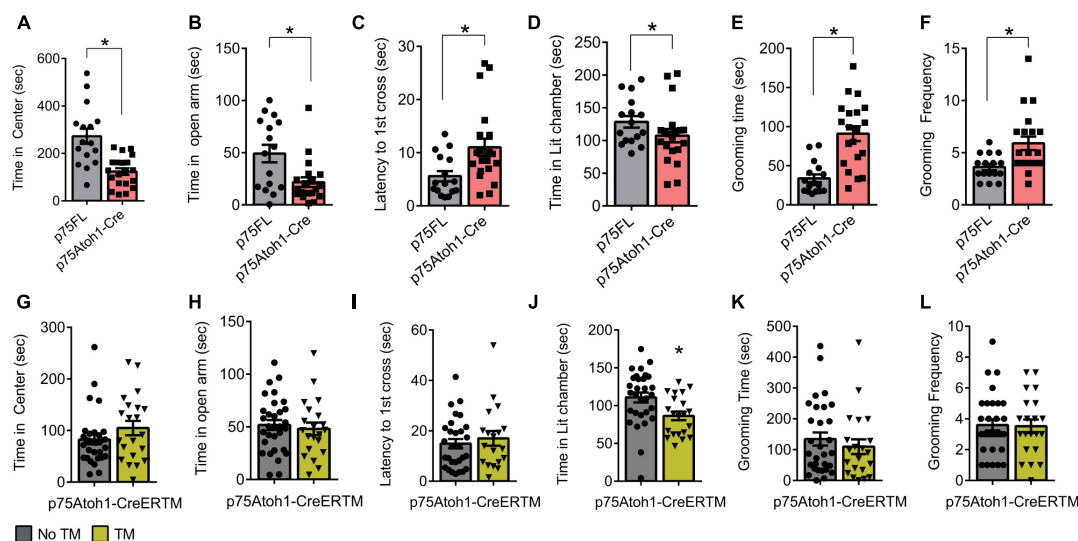 A
Time in Center (sec)
600
400
200
0
*
p75FL
p75Atoh1-Cre
B
Time in open arm (sec)
150
100
50
0
*
p75FL
p75Atoh1-Cre
C
Latency to 1st cross (sec)
30
20
10
0
*
p75FL
p75Atoh1-Cre
D
Time in Lit chamber (sec)
300
250
200
150
100
50
0
*
p75FL
p75Atoh1-Cre
E
Grooming time (sec)
200
150
100
50
0
*
p75FL
p75Atoh1-Cre
F
Grooming Frequency
15
10
5
0
*
p75FL
p75Atoh1-Cre
G
Time in Center (sec)
300
200
100
0
p75Atoh1-CreERTM
H
Time in open arm (sec)
150
100
50
0
p75Atoh1-CreERTM
I
Latency to 1st cross (sec)
60
40
20
0
p75Atoh1-CreERTM
J
Time in Lit chamber (sec)
200
150
100
50
0
*
p75Atoh1-CreERTM
K
Grooming Time (sec)
500
400
300
200
100
0
p75Atoh1-CreERTM
L
Grooming Frequency
10
8
6
4
2
0
p75Atoh1-CreERTM
No TM
TM